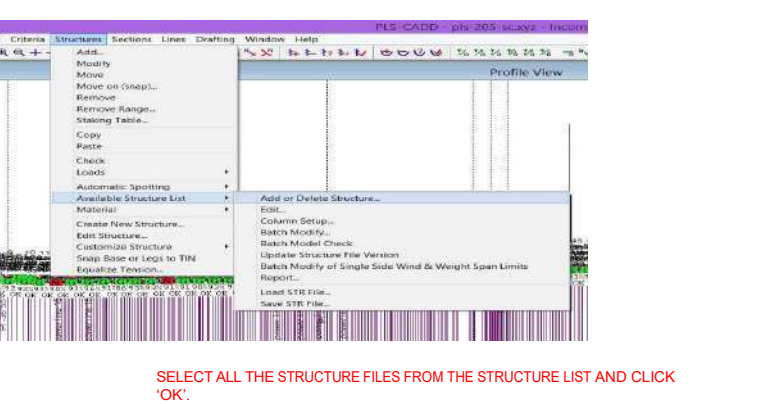 PLS-CADD - pls-205-sc.xyz - Incom
Criteria Structures Sections Lines Drafting Window Help
Profile View
Add...
Modify
Move
Move on (snap)...
Remove
Remove Range...
Staking Table...
Copy
Paste
Check
Loads
Automatic Spotting
Available Structure List
Material
Create New Structure...
Edit Structure...
Customize Structure
Snap Base or Legs to TIN
Equalize Tension...
Add or Delete Structure...
Edit...
Column Setup...
Batch Modify...
Batch Model Check
Update Structure File Version
Batch Modify of Single Side Wind & Weight Span Limits
Report...
Load STR File...
Save STR File...
SELECT ALL THE STRUCTURE FILES FROM THE STRUCTURE LIST AND CLICK
‘OK’.